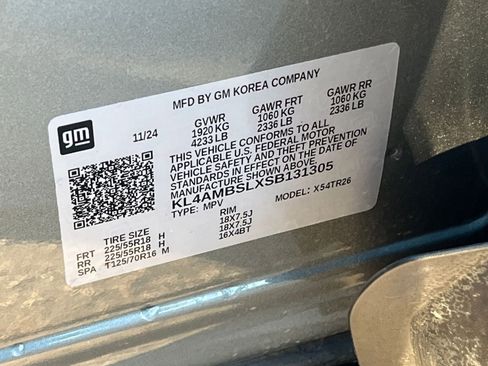 MFD BY GM KOREA COMPANY
gm
11/24
GVWR GAWR FRT GAWR RR
1920 KG 1060 KG 1060 KG
4233 LB 2336 LB 2336 LB
THIS VEHICLE CONFORMS TO ALL
APPLICABLE U.S. FEDERAL MOTOR
VEHICLE SAFETY AND THEFT PREVENTION
STANDARDS IN EFFECT ON THE DATE OF
MANUFACTURE SHOWN ABOVE.
KL4AMBSLXSB131305
TYPE: MPV MODEL: X54TR26
TIRE SIZE RIM
FRT 225/55R18 H 18X7.5J
RR 225/55R18 H 18X7.5J
SPA T125/70R16 M 16X4BT